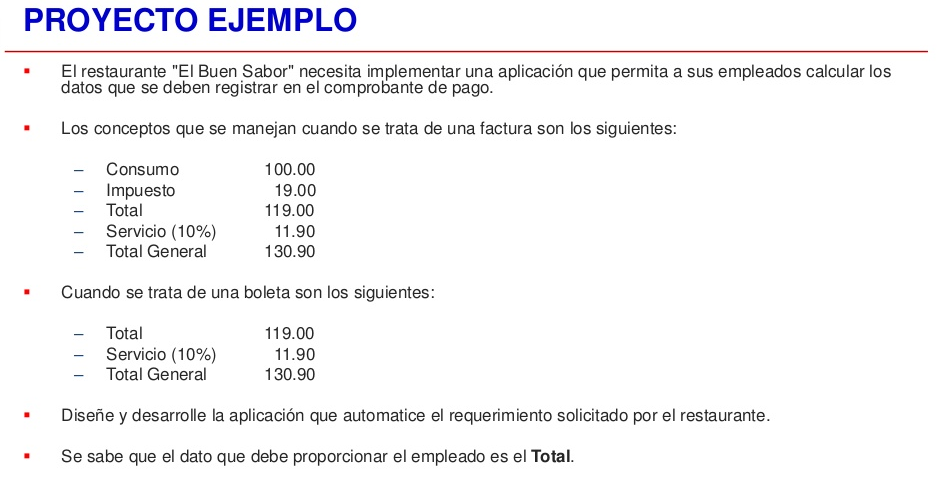 PROYECTO EJEMPLO
El restaurante "El Buen Sabor" necesita implementar una aplicación que permita a sus empleados calcular los
datos que se deben registrar en el comprobante de pago.
Los conceptos que se manejan cuando se trata de una factura son los siguientes:
– Consumo 100.00
– Impuesto 19.00
– Total 119.00
– Servicio (10%) 11.90
– Total General 130.90
Cuando se trata de una boleta son los siguientes:
– Total 119.00
– Servicio (10%) 11.90
– Total General 130.90
Diseñe y desarrolle la aplicación que automatice el requerimiento solicitado por el restaurante.
Se sabe que el dato que debe proporcionar el empleado es el Total.